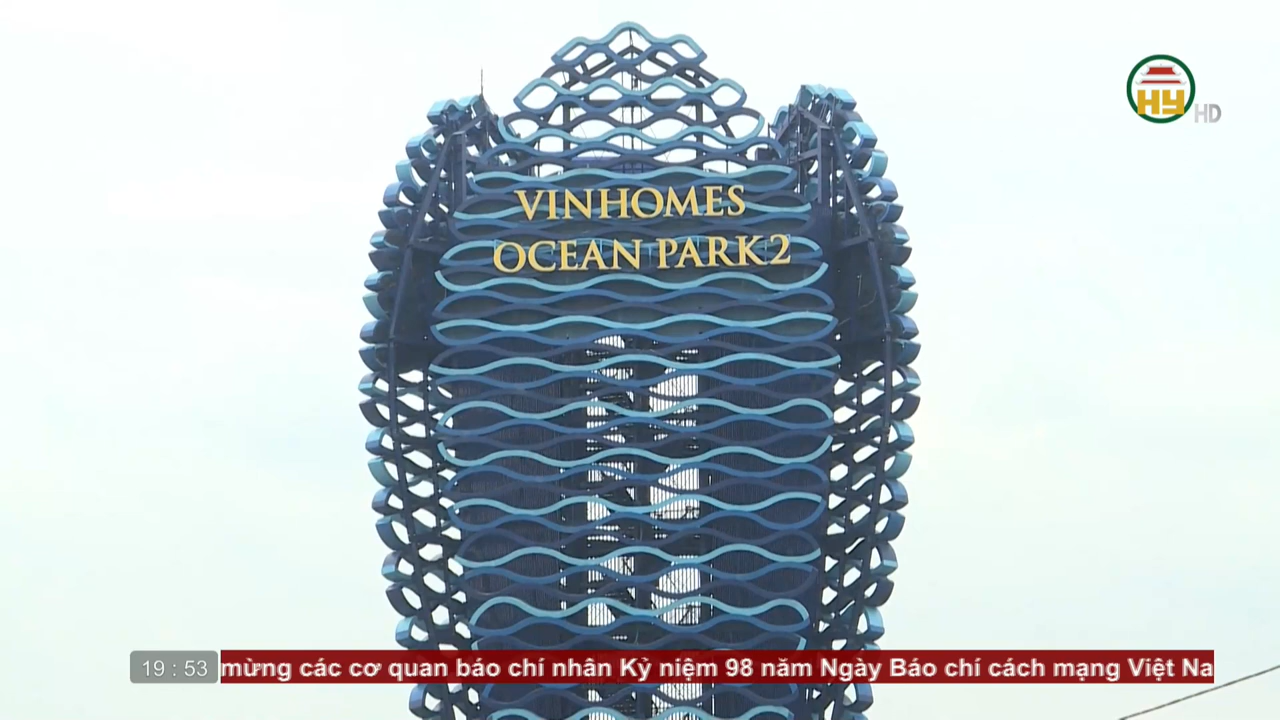 HY HD
VINHOMES
OCEAN PARK2
19 : 53 mừng các cơ quan báo chí nhân Kỷ niệm 98 năm Ngày Báo chí cách mạng Việt Na